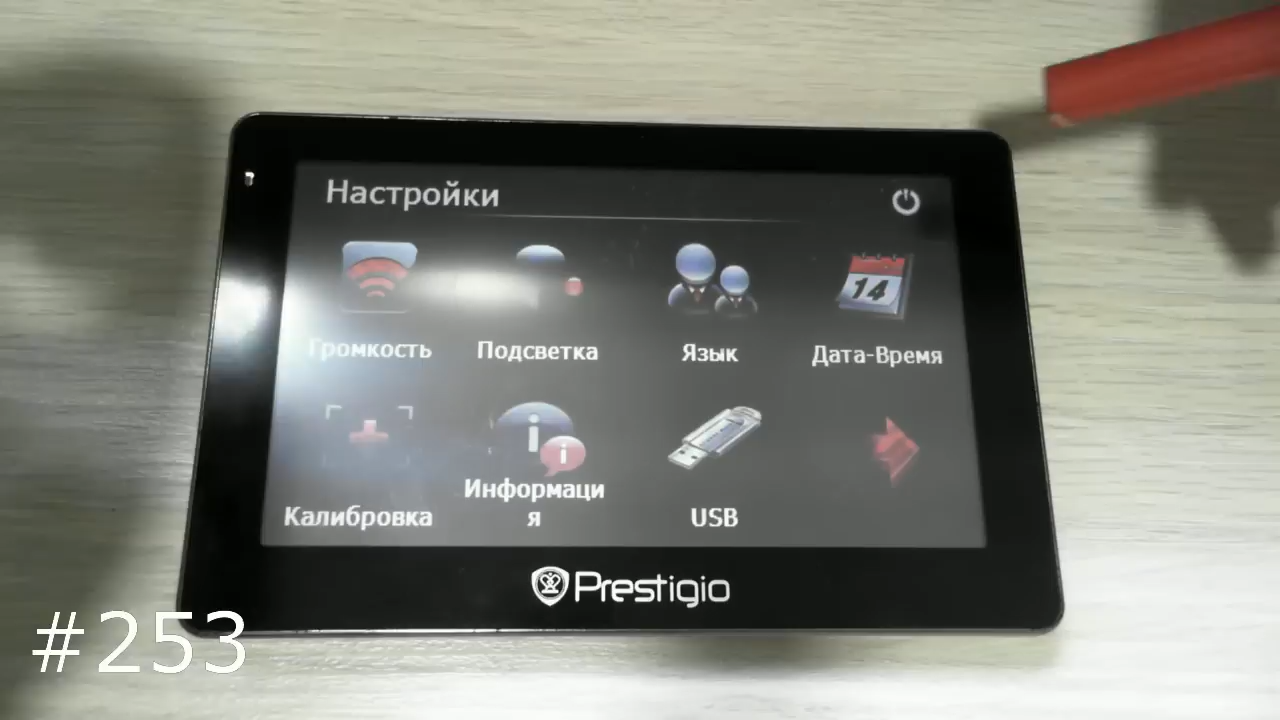 Настройки
14
Громкость
Подсветка
Язык
Дата-Время
i
i
Калибровка
Информаци
я
USB
Prestigio
#253